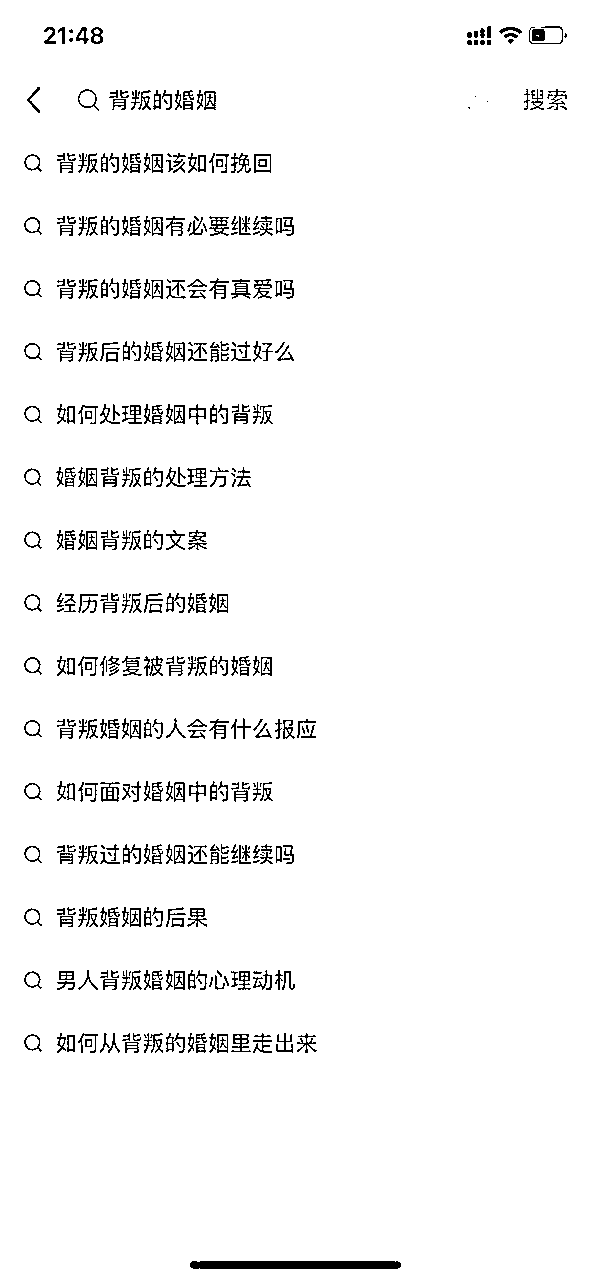 21:48
背叛的婚姻 搜索
背叛的婚姻该如何挽回
背叛的婚姻有必要继续吗
背叛的婚姻还会有真爱吗
背叛后的婚姻还能过好么
如何处理婚姻中的背叛
婚姻背叛的处理方法
婚姻背叛的文案
经历背叛后的婚姻
如何修复被背叛的婚姻
背叛婚姻的人会有什么报应
如何面对婚姻中的背叛
背叛过的婚姻还能继续吗
背叛婚姻的后果
男人背叛婚姻的心理动机
如何从背叛的婚姻里走出来